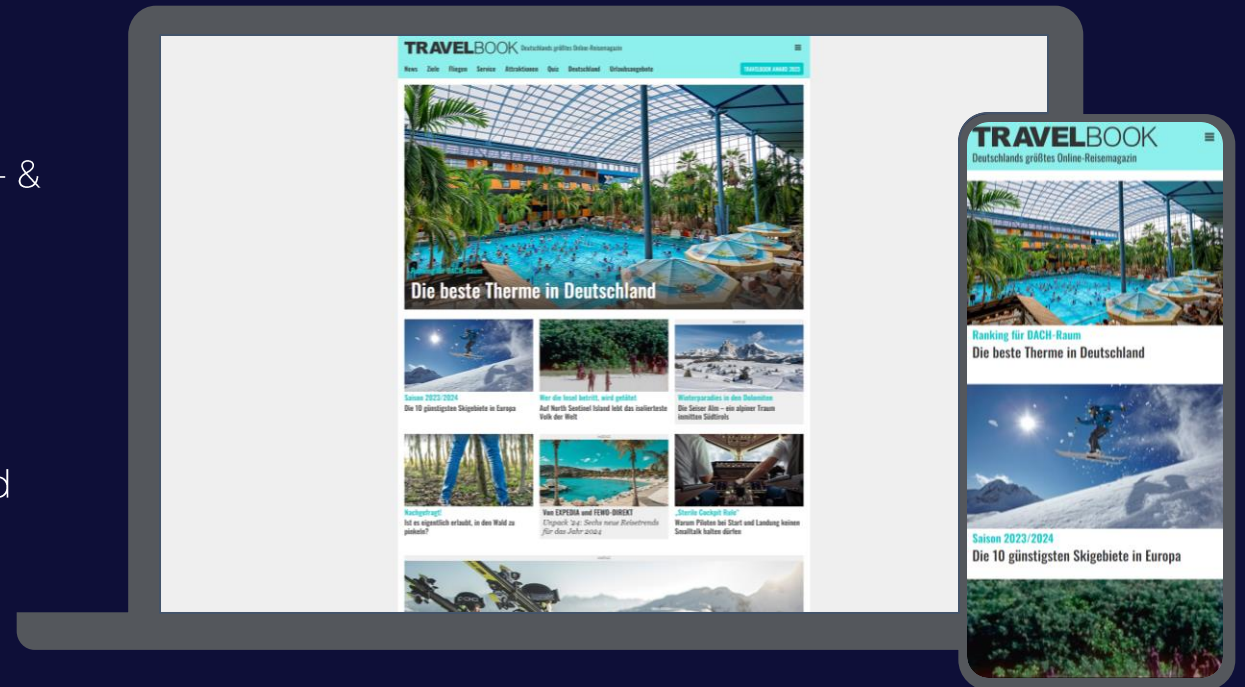 - &
d
TRAVELBOOK Deutschlands größtes Online-Reisemagazin
News Ziele Fliegen Service Attraktionen Quiz Deutschland Urlaubsangebote
TRAVELBOOK AWARD 2023
Die beste Therme in Deutschland
Saison 2023/2024
Die 10 günstigsten Skigebiete in Europa
Wer die Insel betritt, wird getötet
Auf North Sentinel Island lebt das isolierteste
Volk der Welt
Winterparadies in den Dolomiten
Die Seiser Alm – ein alpiner Traum
inmitten Südtirols
Nachgefragt!
Ist es eigentlich erlaubt, in den Wald zu
pinkeln?
Von EXPEDIA und FEWO-DIREKT
Unpack '24: Sechs neue Reisetrends
für das Jahr 2024
„Sterile Cockpit Rule"
Warum Piloten bei Start und Landung keinen
Smalltalk halten dürfen
TRAVELBOOK
Deutschlands größtes Online-Reisemagazin
Ranking für DACH-Raum
Die beste Therme in Deutschland
Saison 2023/2024
Die 10 günstigsten Skigebiete in Europa